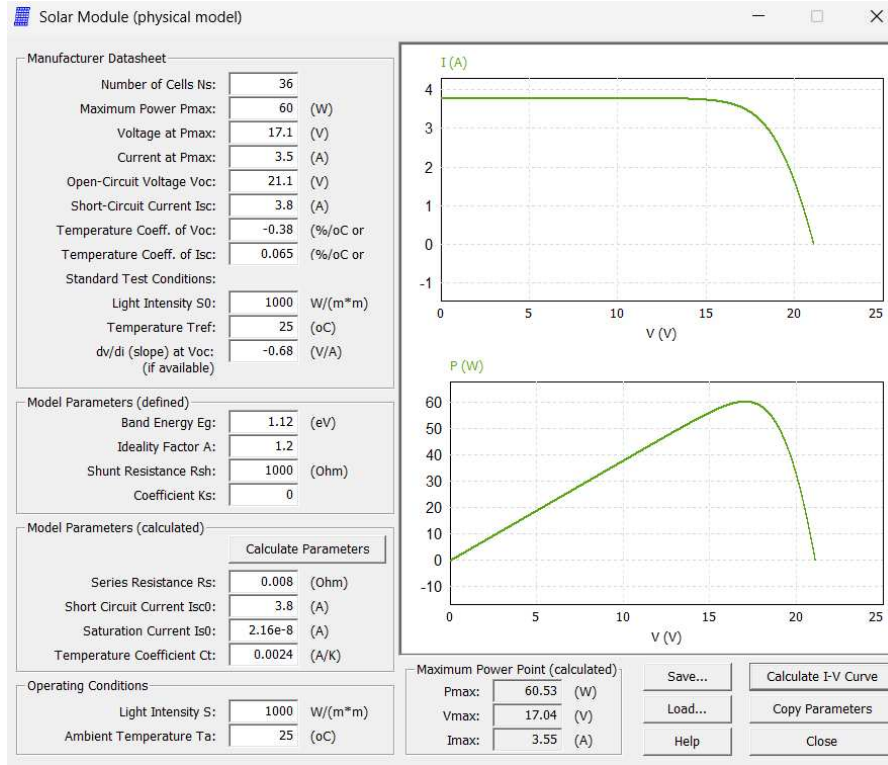 Solar Module (physical model)
Manufacturer Datasheet
Number of Cells Ns: 36
Maximum Power Pmax: 60 (W)
Voltage at Pmax: 17.1 (V)
Current at Pmax: 3.5 (A)
Open-Circuit Voltage Voc: 21.1 (V)
Short-Circuit Current Isc: 3.8 (A)
Temperature Coeff. of Voc: -0.38 (%/oC or
Temperature Coeff. of Isc: 0.065 (%/oC or
Standard Test Conditions:
Light Intensity S0: 1000 W/(m*m)
Temperature Tref: 25 (oC)
dv/di (slope) at Voc: -0.68 (V/A)
(if available)
Model Parameters (defined)
Band Energy Eg: 1.12 (eV)
Ideality Factor A: 1.2
Shunt Resistance Rsh: 1000 (Ohm)
Coefficient Ks: 0
Model Parameters (calculated)
Calculate Parameters
Series Resistance Rs: 0.008 (Ohm)
Short Circuit Current Isc0: 3.8 (A)
Saturation Current Is0: 2.16e-8 (A)
Temperature Coefficient Ct: 0.0024 (A/K)
Operating Conditions
Light Intensity S: 1000 W/(m*m)
Ambient Temperature Ta: 25 (oC)
I (A)
4
3
2
1
0
-1
0 5 10 15 20 25
V (V)
P (W)
60
50
40
30
20
10
0
-10
0 5 10 15 20 25
V (V)
Maximum Power Point (calculated)
Pmax: 60.53 (W)
Vmax: 17.04 (V)
Imax: 3.55 (A)
Save... Calculate I-V Curve
Load... Copy Parameters
Help Close